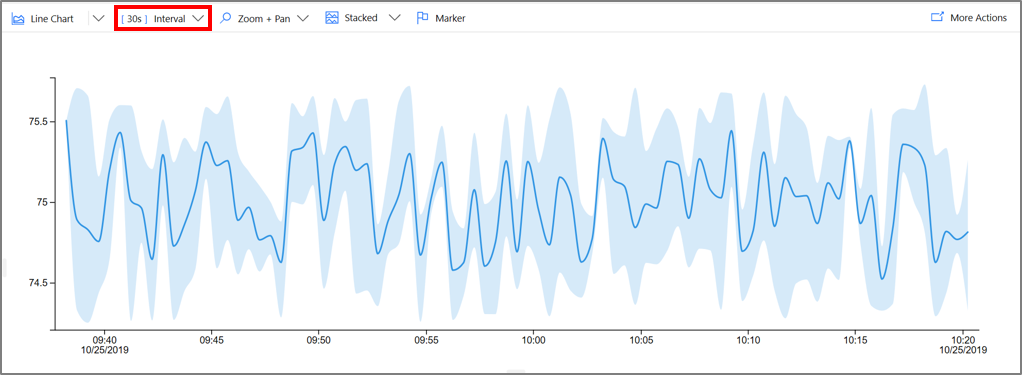 Line Chart [ 30s ] Interval Zoom + Pan Stacked Marker More Actions
75.5
75
74.5
09:40 09:45 09:50 09:55 10:00 10:05 10:10 10:15 10:20
10/25/2019 10/25/2019